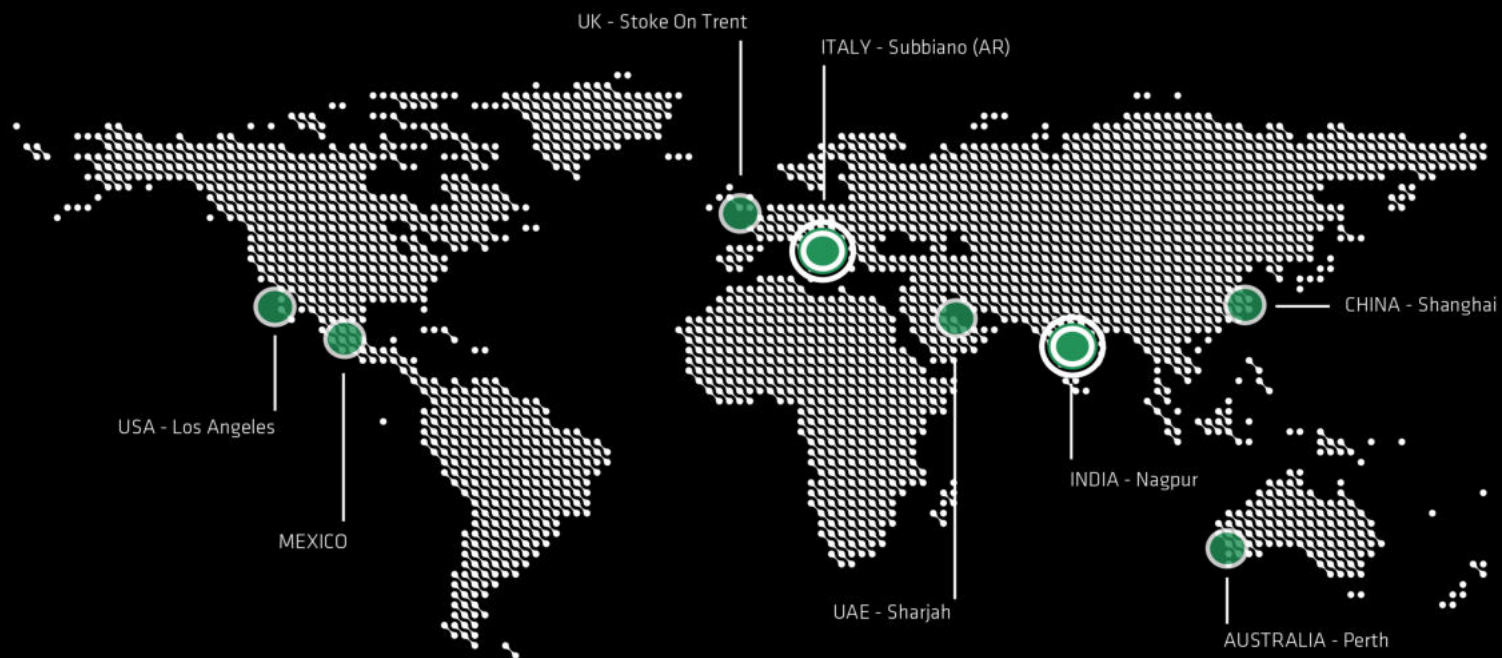 UK - Stoke On Trent
ITALY - Subbiano (AR)
CHINA - Shanghai
USA - Los Angeles
INDIA - Nagpur
MEXICO
UAE - Sharjah
AUSTRALIA - Perth